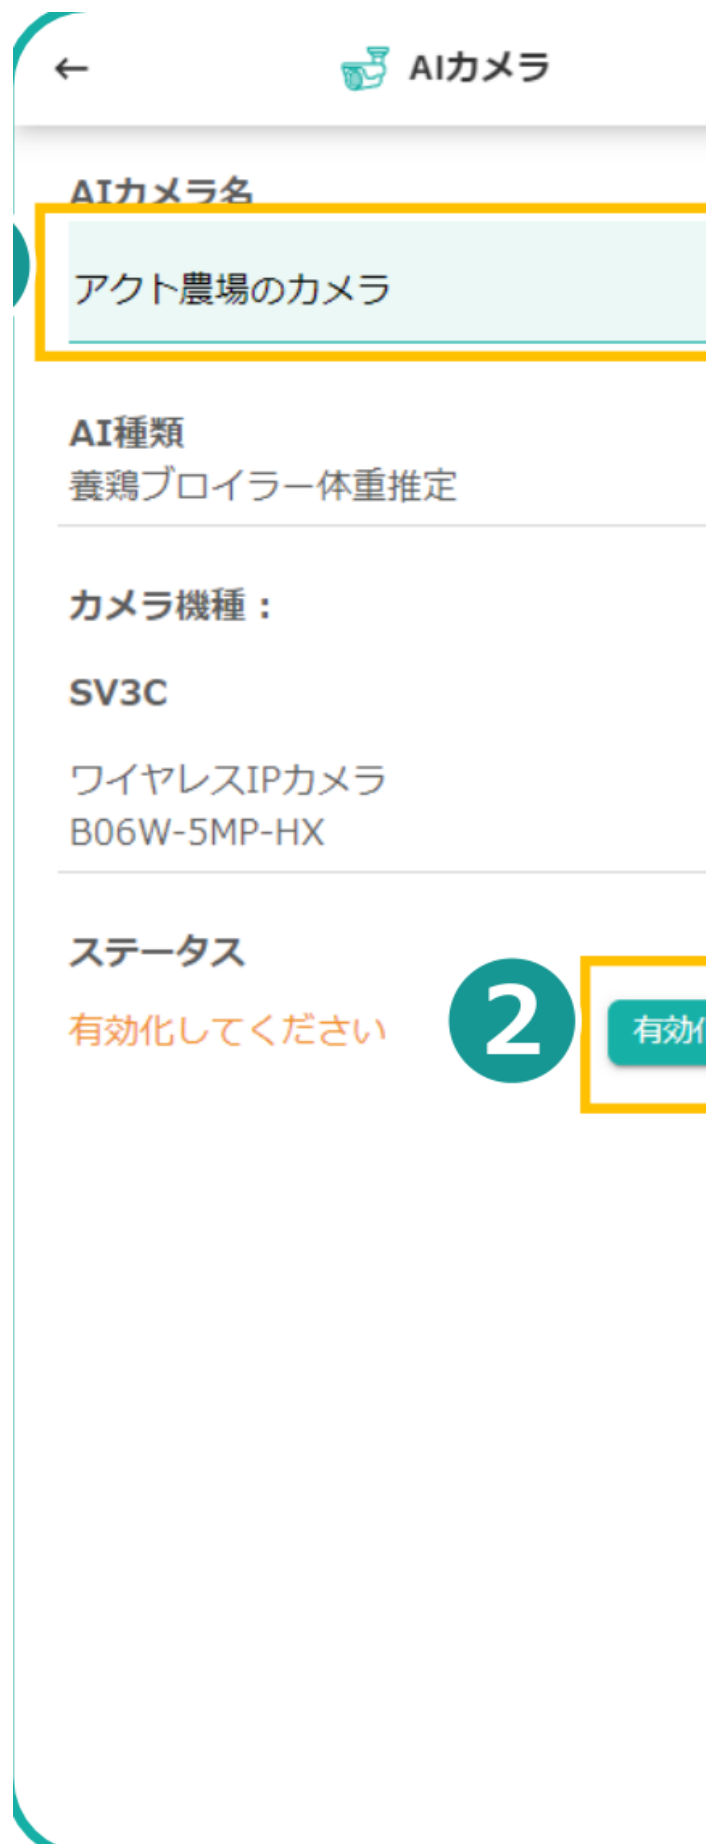 ←
AIカメラ
AIカメラ名
アクト農場のカメラ
AI種類
養鶏ブロイラー体重推定
カメラ機種：
SV3C
ワイヤレスIPカメラ
B06W-5MP-HX
ステータス
有効化してください
2
有効化